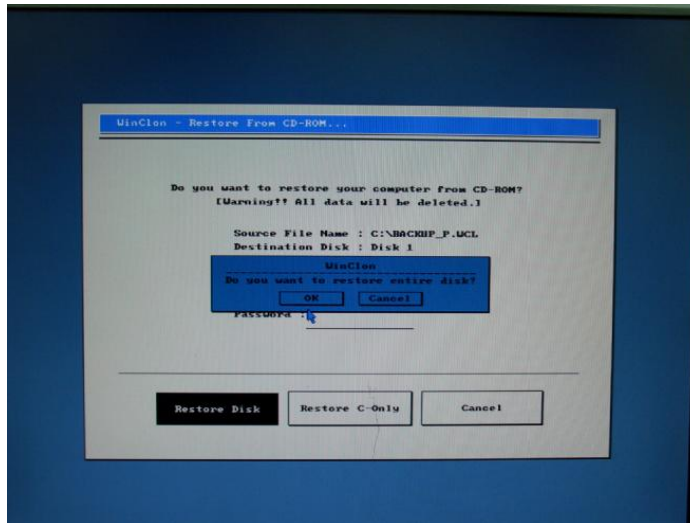 WinClon - Restore From CD-ROM...
Do you want to restore your computer from CD-ROM?
[Warning!! All data will be deleted.]
Source File Name : C:\BACKUP_P.WCL
Destination Disk : Disk 1
WinClon
Do you want to restore entire disk?
OK Cancel
Password :
Restore Disk Restore C-Only Cancel